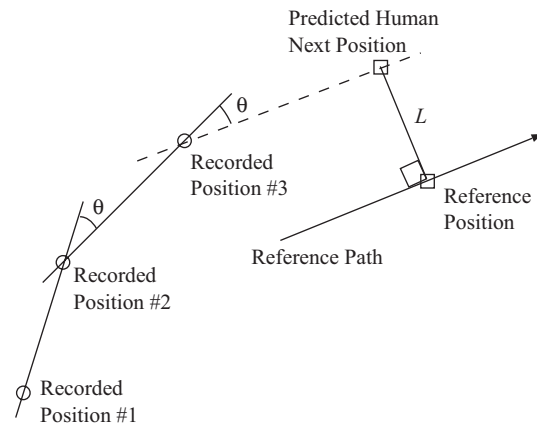 Predicted Human
Next Position
θ
L
Recorded
Position #3
θ
Reference
Position
Reference Path
Recorded
Position #2
Recorded
Position #1